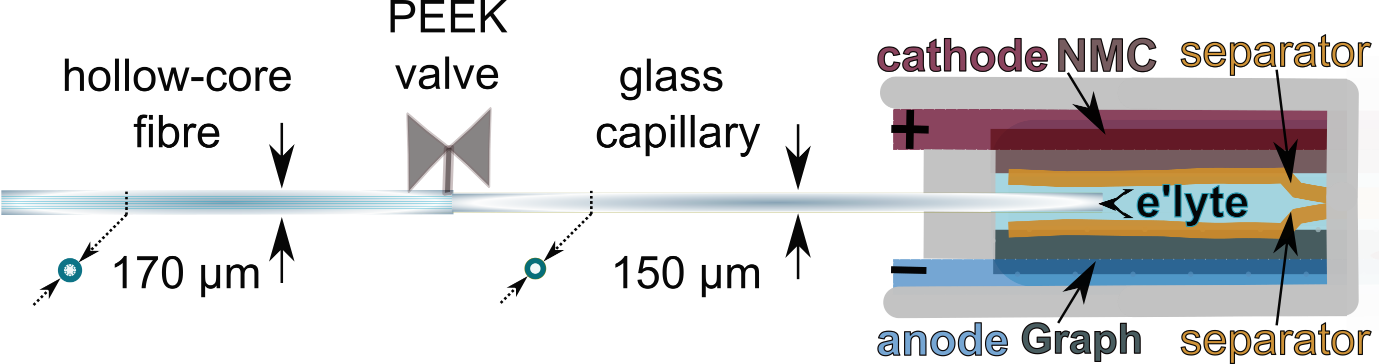 PEEK
valve
hollow-core
fibre
glass
capillary
170 µm
150 µm
cathode NMC separator
+
e'lyte
−
anode Graph separator